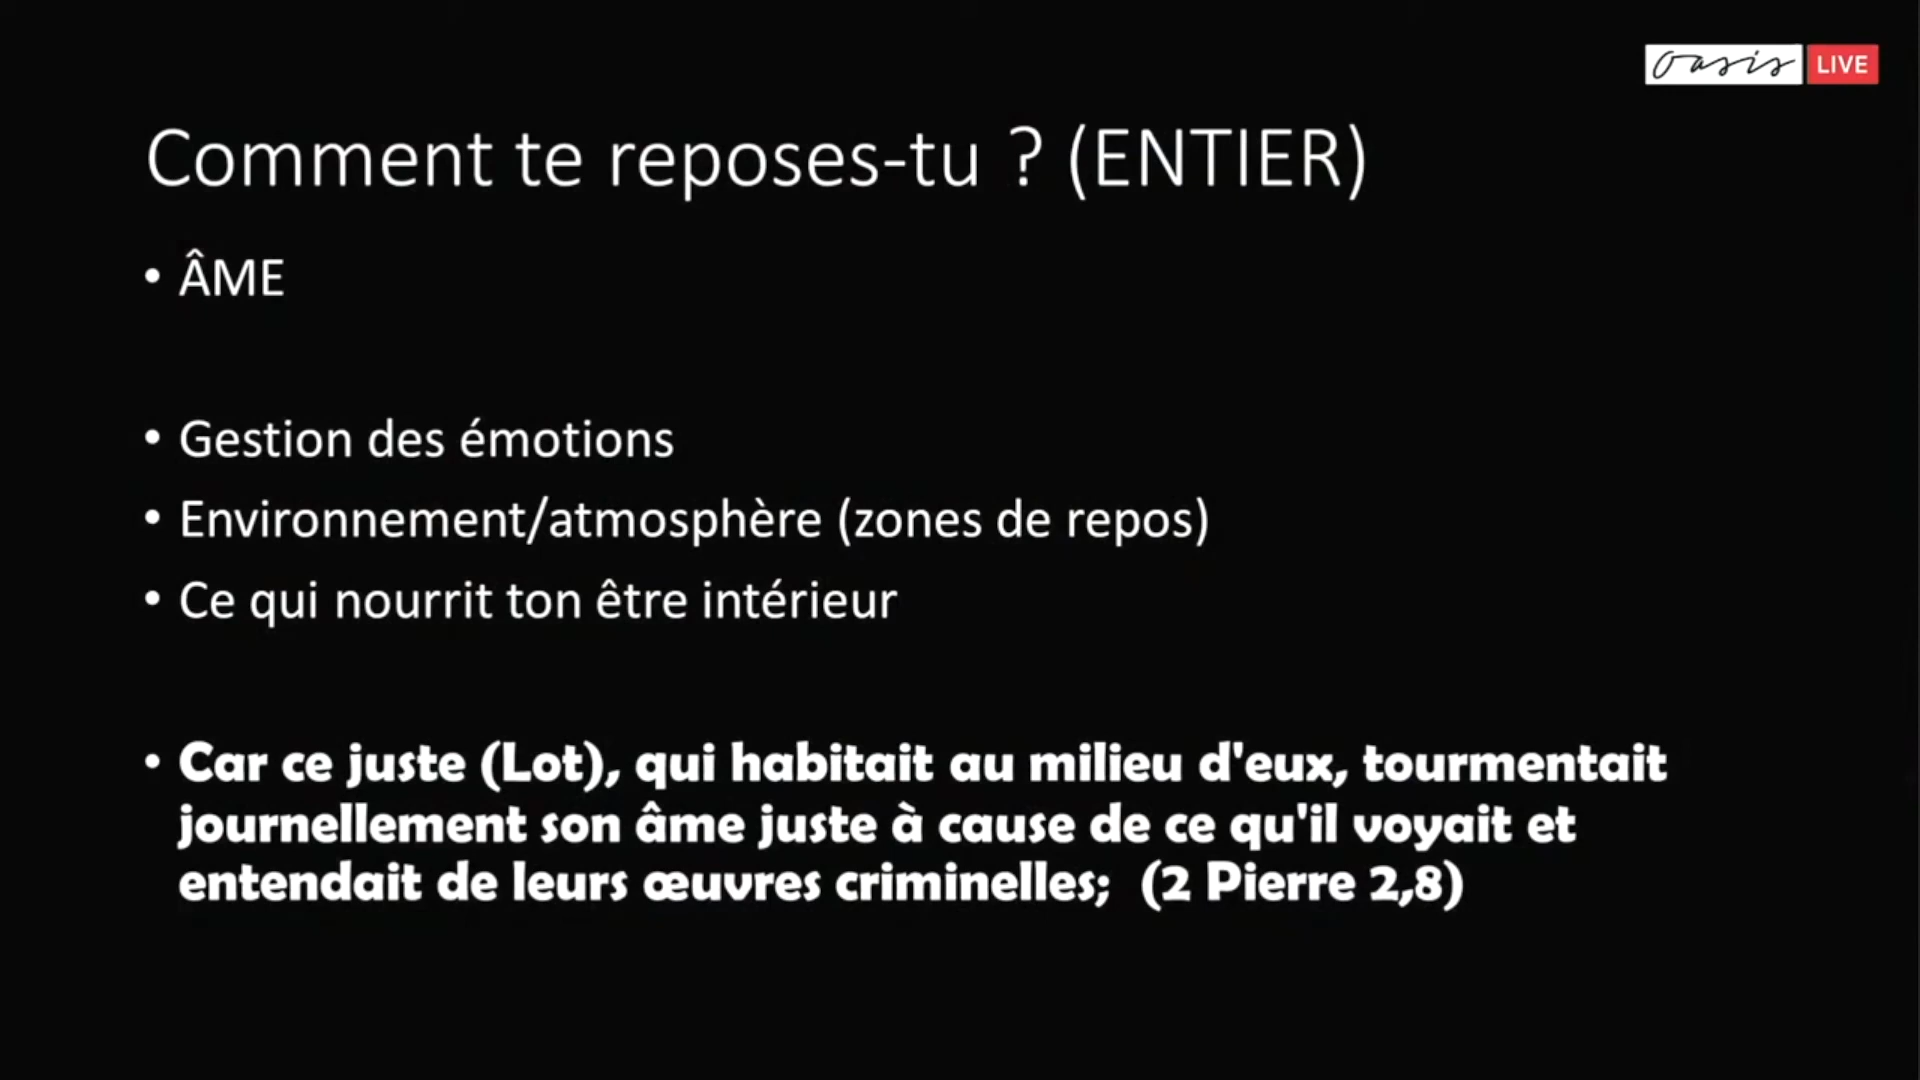 oasis LIVE
Comment te reposes-tu ? (ENTIER)
• ÂME
• Gestion des émotions
• Environnement/atmosphère (zones de repos)
• Ce qui nourrit ton être intérieur
• Car ce juste (Lot), qui habitait au milieu d'eux, tourmentait
journellement son âme juste à cause de ce qu'il voyait et
entendait de leurs œuvres criminelles;  (2 Pierre 2,8)